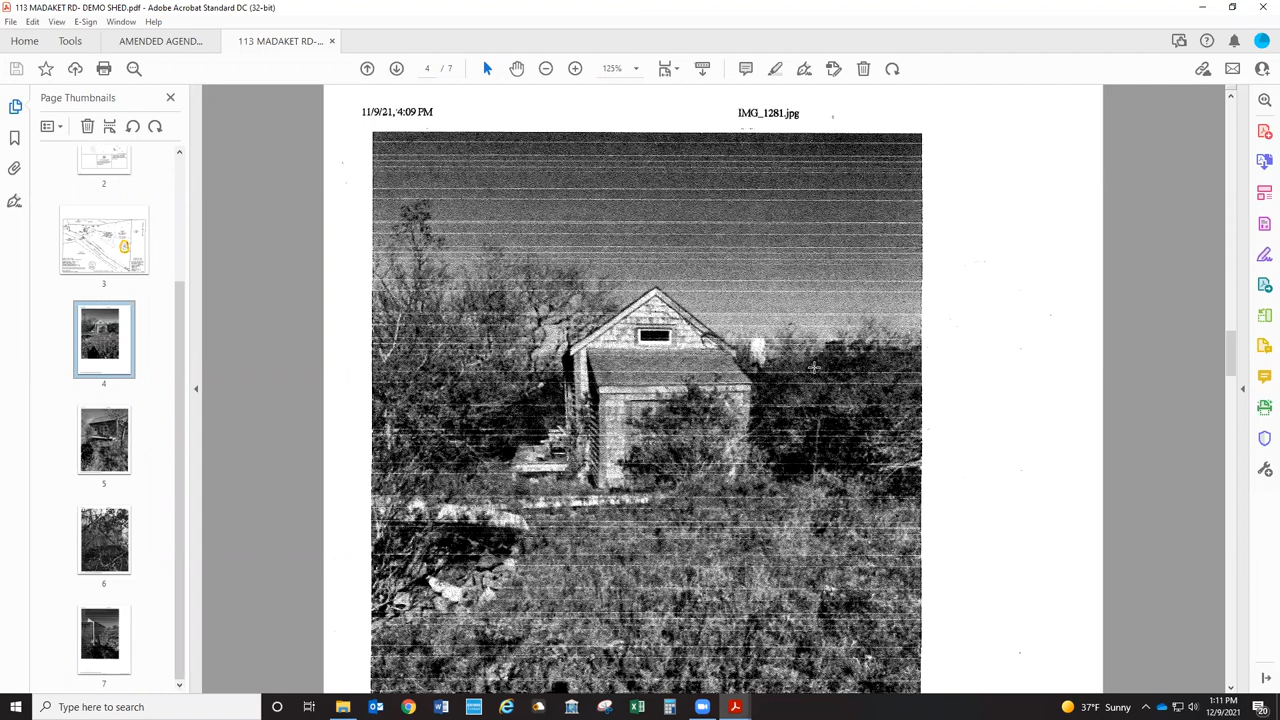 113 MADAKET RD- DEMO SHED.pdf - Adobe Acrobat Standard DC (32-bit)
File Edit View E-Sign Window Help
Home Tools AMENDED AGEND... 113 MADAKET RD-... ×
4 / 7 125%
Page Thumbnails
2
3
4
5
6
7
11/9/21, 4:09 PM IMG_1281.jpg
Type here to search
37°F Sunny
1:11 PM
12/9/2021
20